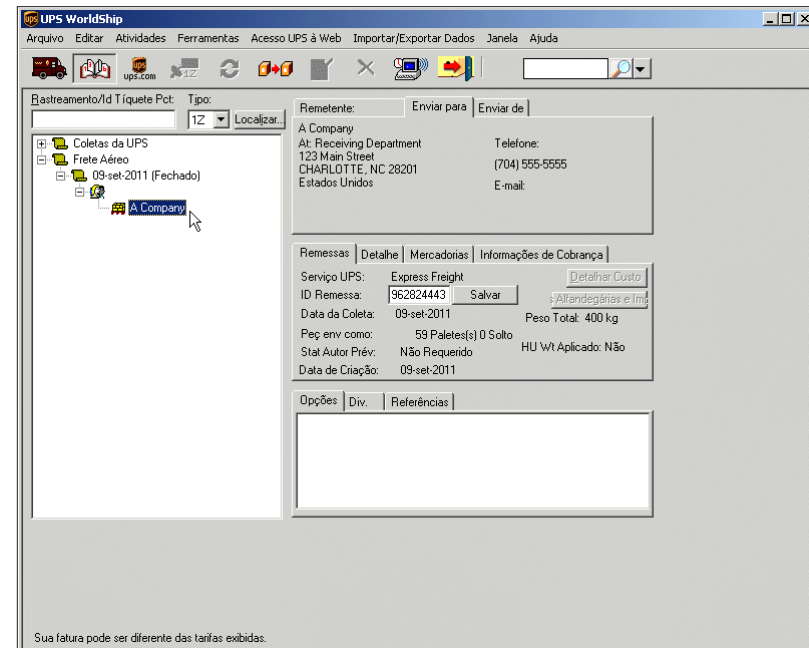 UPS WorldShip
Arquivo Editar Atividades Ferramentas Acesso UPS à Web Importar/Exportar Dados Janela Ajuda
ups.com
1Z
Rastreamento/Id Tíquete Pct: Tipo:
1Z Localizar...
Coletas da UPS
Frete Aéreo
09-set-2011 (Fechado)
A Company
Remetente: Enviar para Enviar de
A Company
At: Receiving Department
123 Main Street
CHARLOTTE, NC 28201
Estados Unidos
Telefone:
(704) 555-5555
E-mail:
Remessas Detalhe Mercadorias Informações de Cobrança
Serviço UPS: Express Freight Detalhar Custo
ID Remessa: 962824443 Salvar s Alfandegárias e Im
Data da Coleta: 09-set-2011 Peso Total: 400 kg
Peç env como: 59 Paletes(s) 0 Solto
Stat Autor Prév: Não Requerido HU Wt Aplicado: Não
Data de Criação: 09-set-2011
Opções Div. Referências
Sua fatura pode ser diferente das tarifas exibidas.